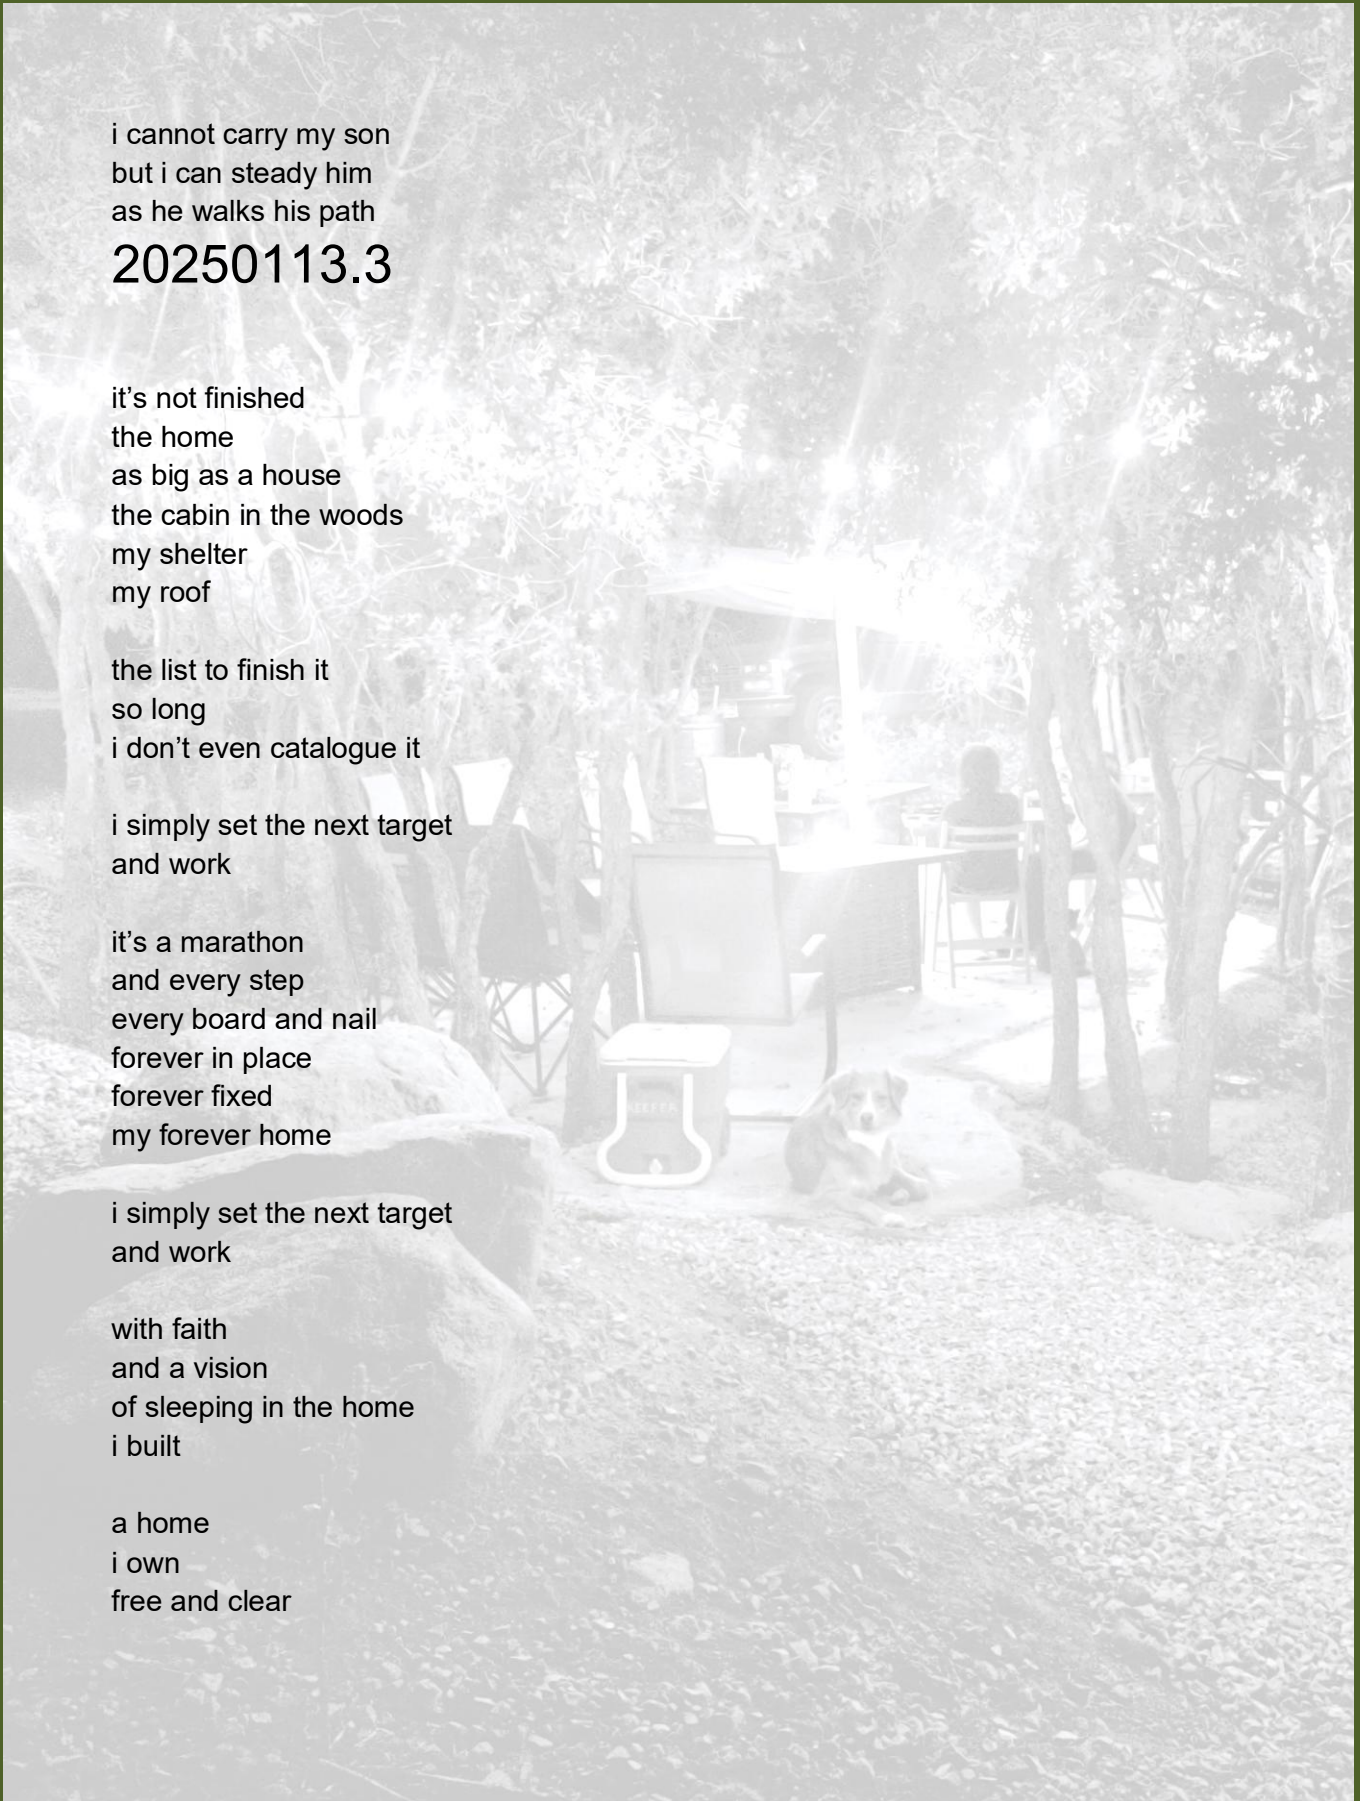 i cannot carry my son
but i can steady him
as he walks his path
20250113.3
it’s not finished
the home
as big as a house
the cabin in the woods
my shelter
my roof
the list to finish it
so long
i don’t even catalogue it
i simply set the next target
and work
it’s a marathon
and every step
every board and nail
forever in place
forever fixed
my forever home
i simply set the next target
and work
with faith
and a vision
of sleeping in the home
i built
a home
i own
free and clear